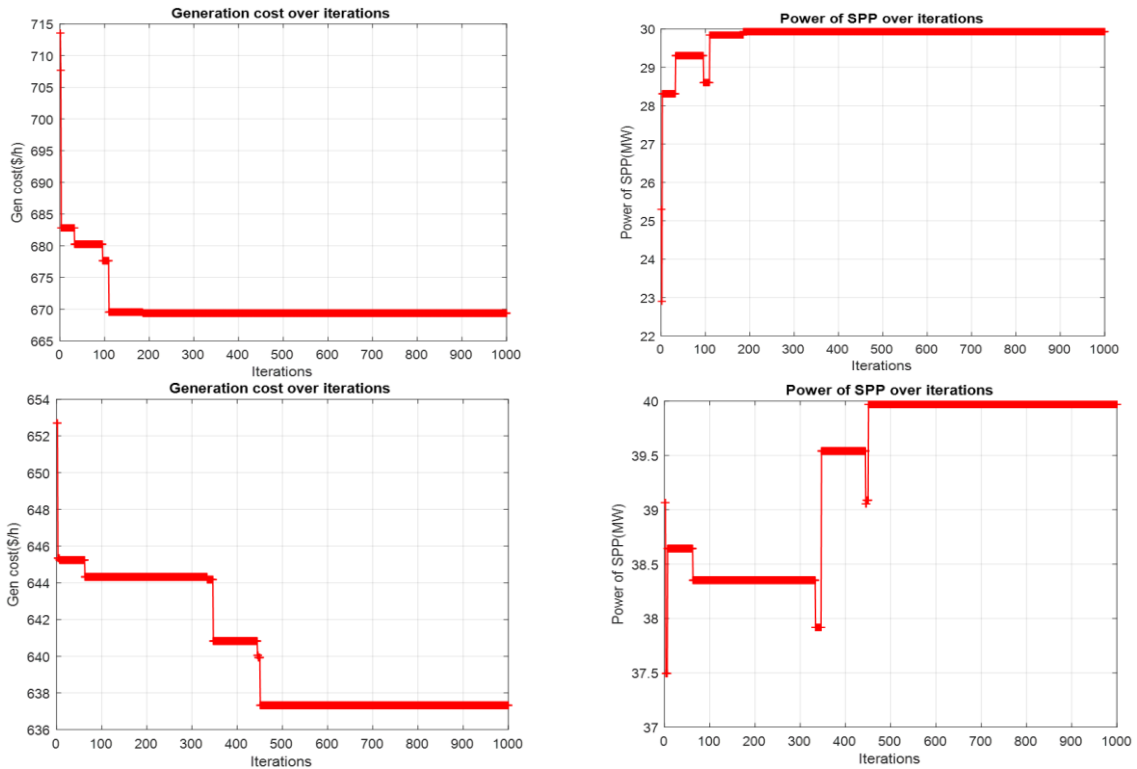 Generation cost over iterations
Gen cost($/h)
715
710
705
700
695
690
685
680
675
670
665
0 100 200 300 400 500 600 700 800 900 1000
Iterations
Power of SPP over iterations
Power of SPP(MW)
30
29
28
27
26
25
24
23
22
0 100 200 300 400 500 600 700 800 900 1000
Iterations
Generation cost over iterations
Gen cost($/h)
654
652
650
648
646
644
642
640
638
636
0 100 200 300 400 500 600 700 800 900 1000
Iterations
Power of SPP over iterations
Power of SPP(MW)
40
39.5
39
38.5
38
37.5
37
0 100 200 300 400 500 600 700 800 900 1000
Iterations